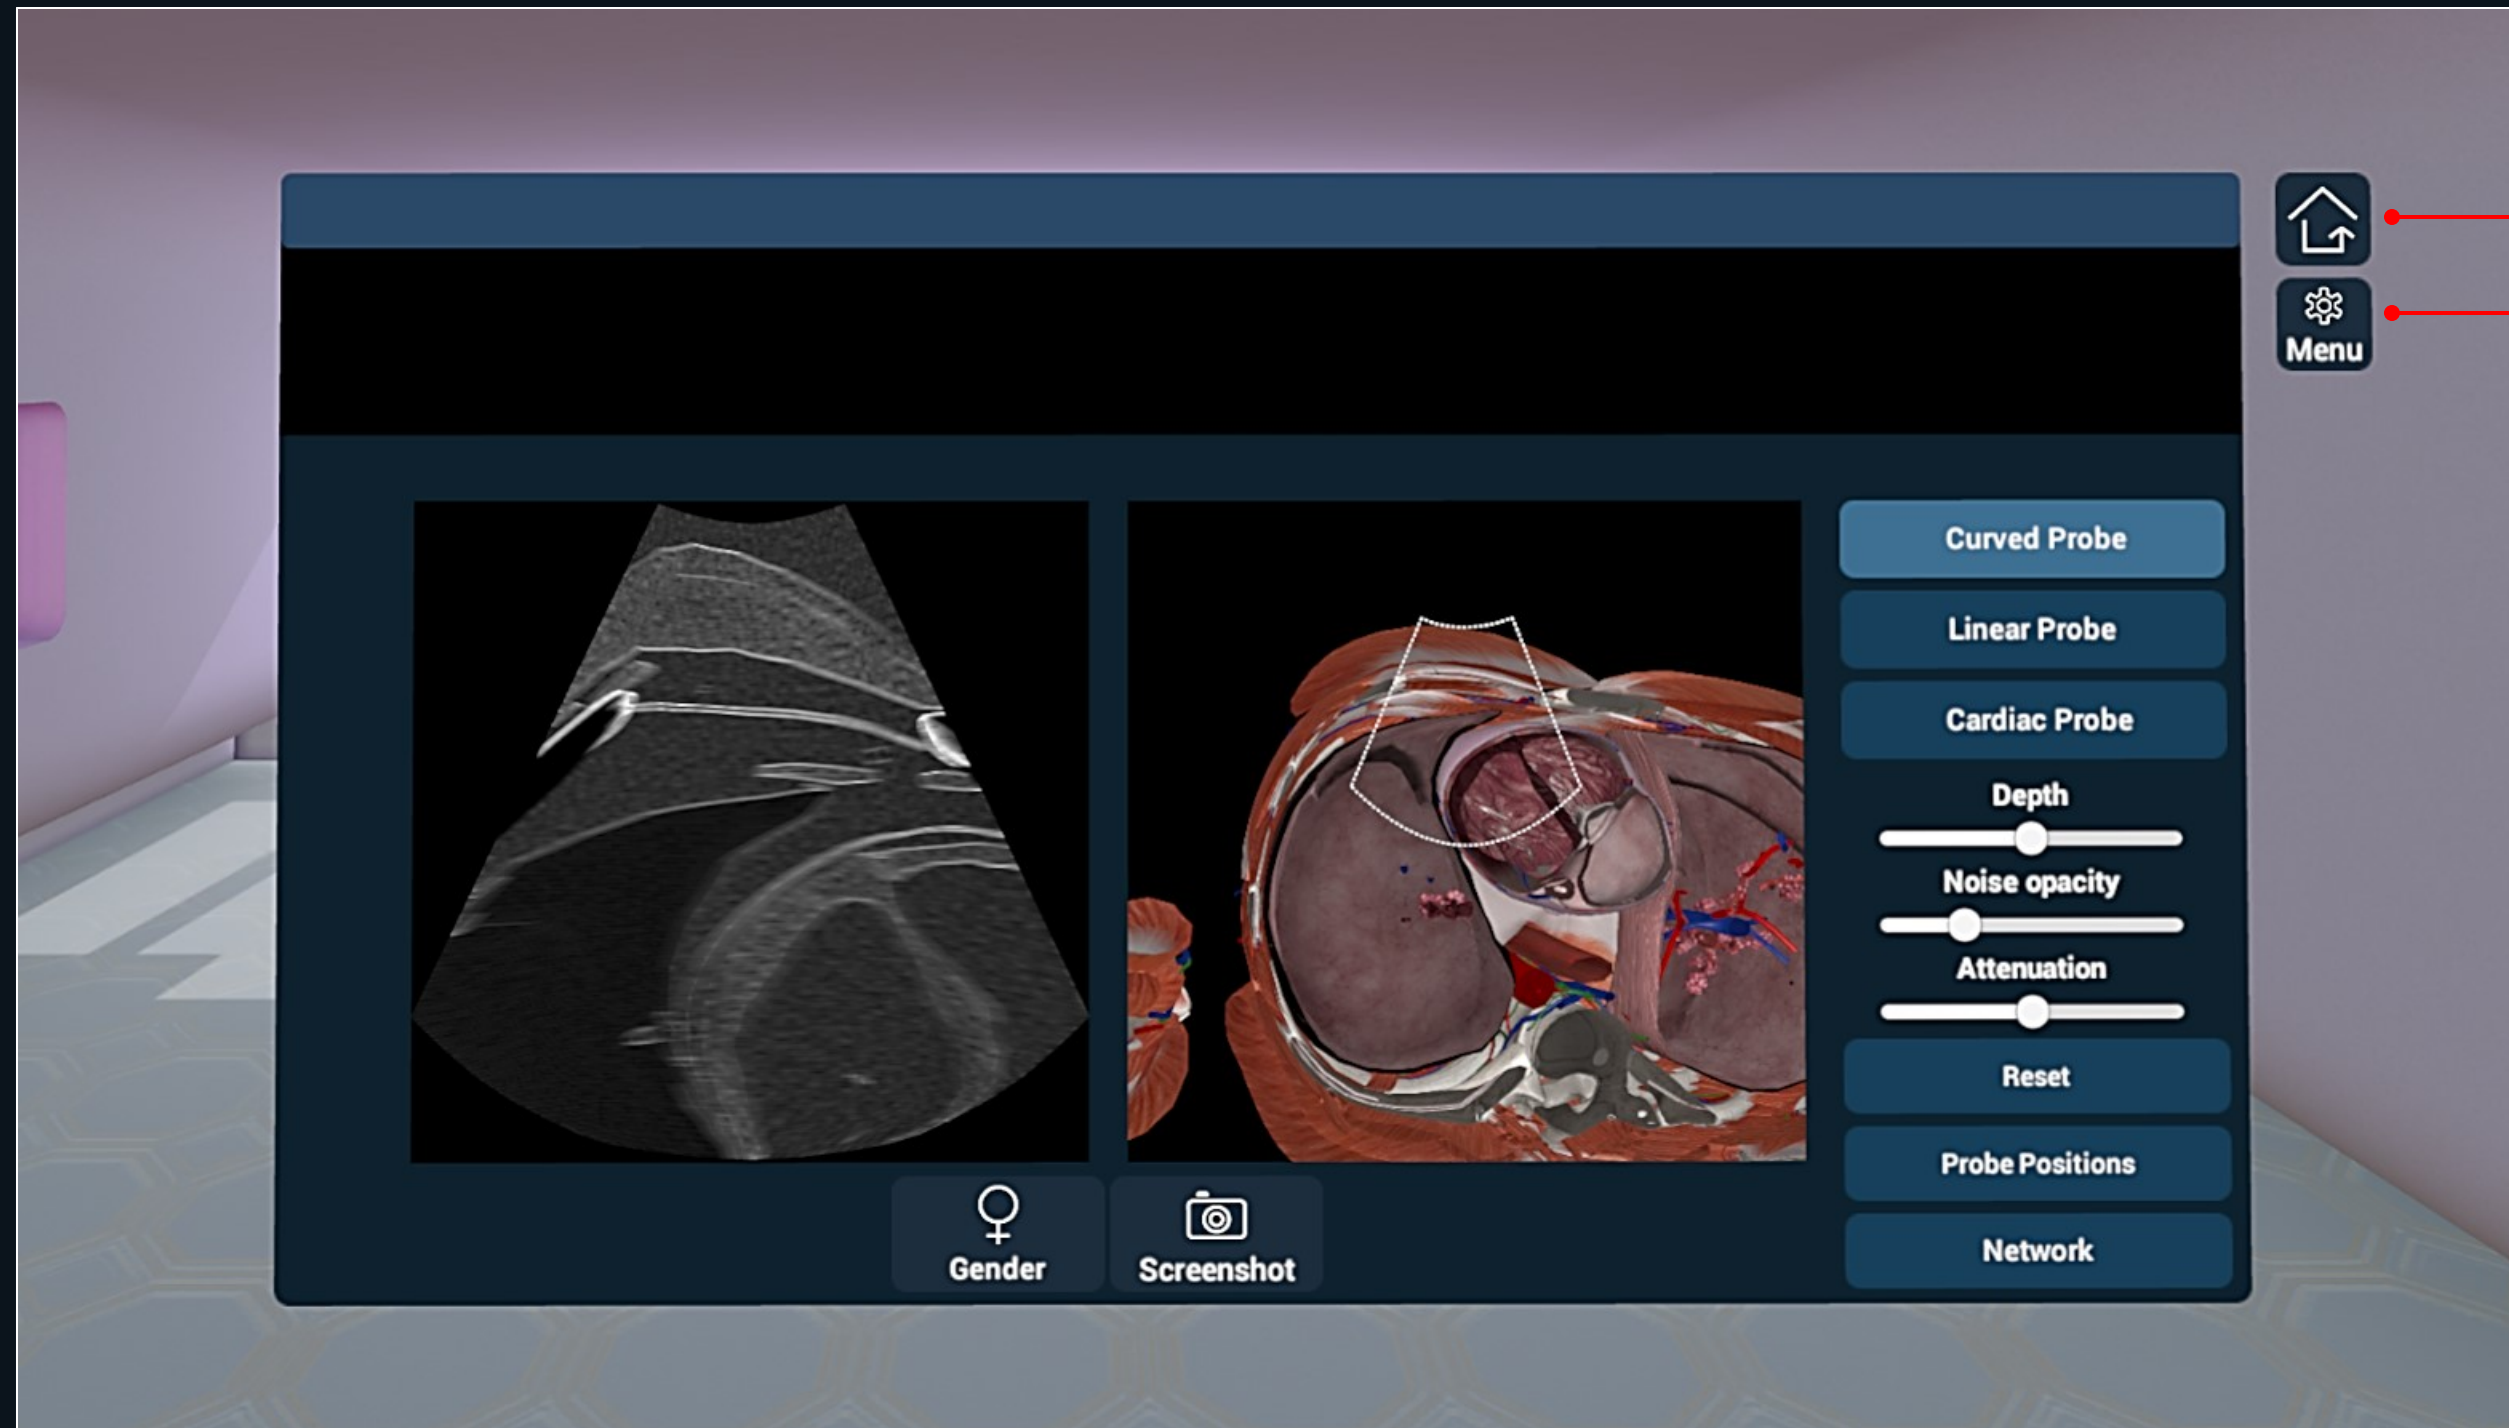 Menu
Curved Probe
Linear Probe
Cardiac Probe
Depth
Noise opacity
Attenuation
Reset
Probe Positions
Network
Gender
Screenshot